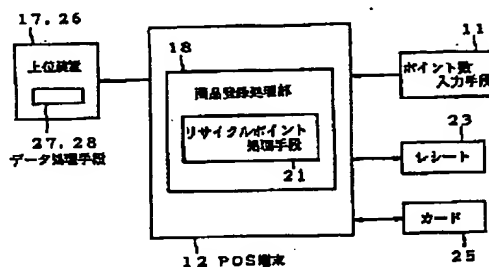 17.26
上位装置
27.28
データ処理手段
18
商品登録処理部
リサイクルポイント
処理手段
21
12 POS端末
11
ポイント数
入力手段
23
レシート
カード
25